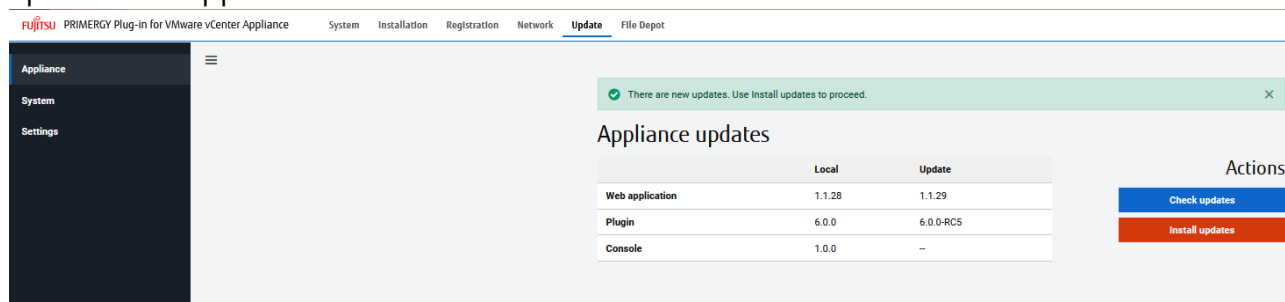 FUJITSU PRIMERGY Plug-in for VMware vCenter Appliance System Installation Registration Network Update File Depot
Appliance
System
Settings
There are new updates. Use Install updates to proceed.
Appliance updates
Local Update
Web application 1.1.28 1.1.29
Plugin 6.0.0 6.0.0-RC5
Console 1.0.0 --
Actions
Check updates
Install updates